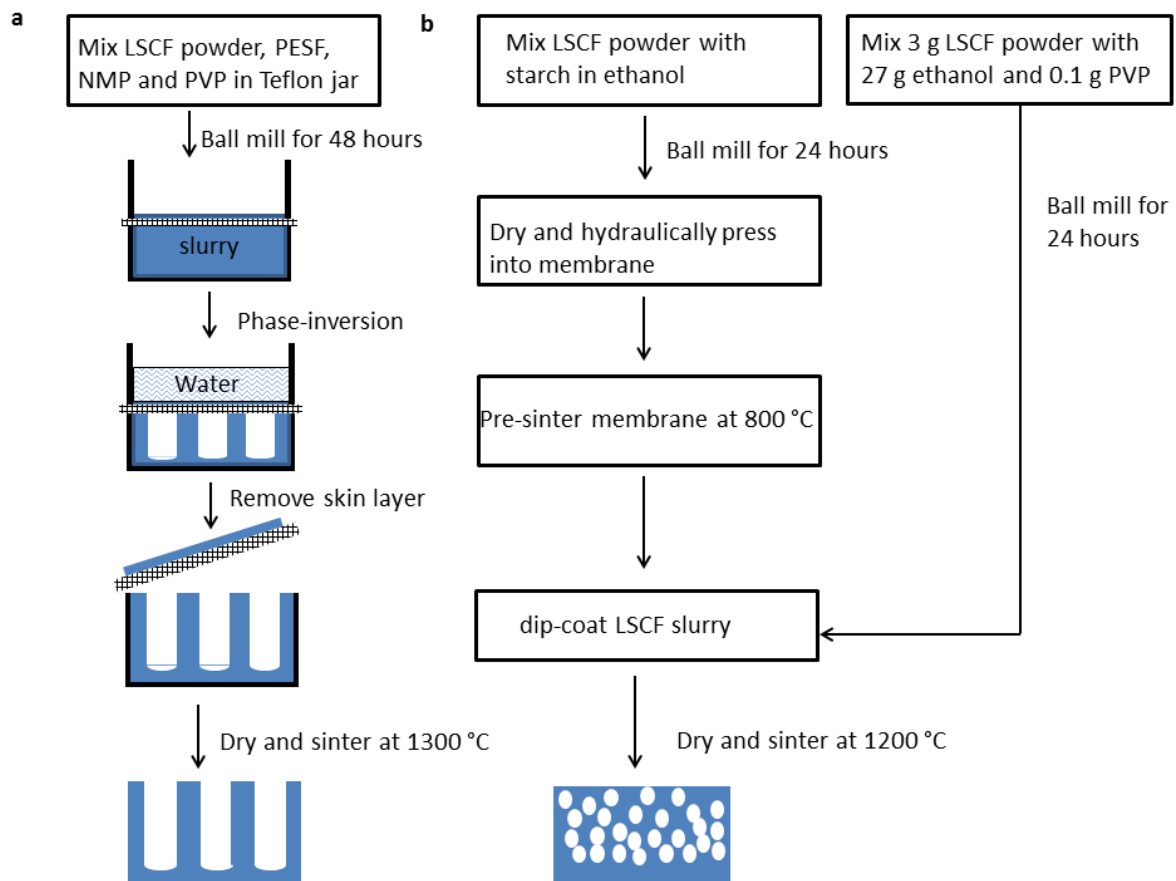 a
Mix LSCF powder, PESF,
NMP and PVP in Teflon jar
Ball mill for 48 hours
slurry
Phase-inversion
Water
Remove skin layer
Dry and sinter at 1300 °C
b
Mix LSCF powder with
starch in ethanol
Ball mill for 24 hours
Dry and hydraulically press
into membrane
Pre-sinter membrane at 800 °C
dip-coat LSCF slurry
Dry and sinter at 1200 °C
Mix 3 g LSCF powder with
27 g ethanol and 0.1 g PVP
Ball mill for
24 hours